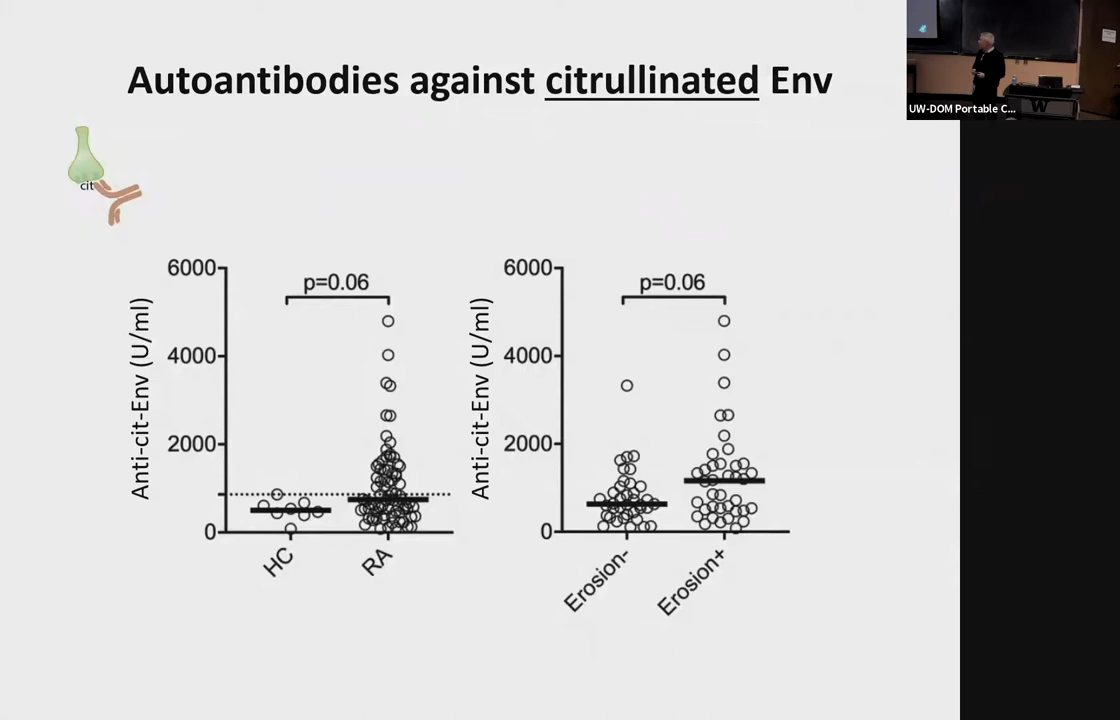 Autoantibodies against citrullinated Env
UW-DOM Portable C...
W
cit
6000
p=0.06
4000
2000
0
Anti-cit-Env (U/ml)
HC
RA
6000
p=0.06
4000
2000
0
Anti-cit-Env (U/ml)
Erosion-
Erosion+